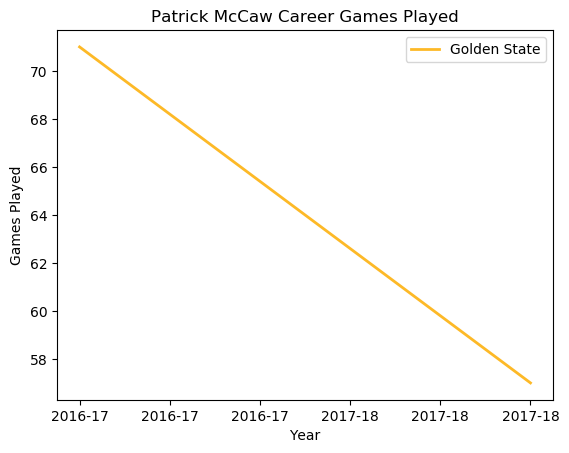 Patrick McCaw Career Games Played
Golden State
70
68
66
64
62
60
58
Games Played
2016-17 2016-17 2016-17 2017-18 2017-18 2017-18
Year